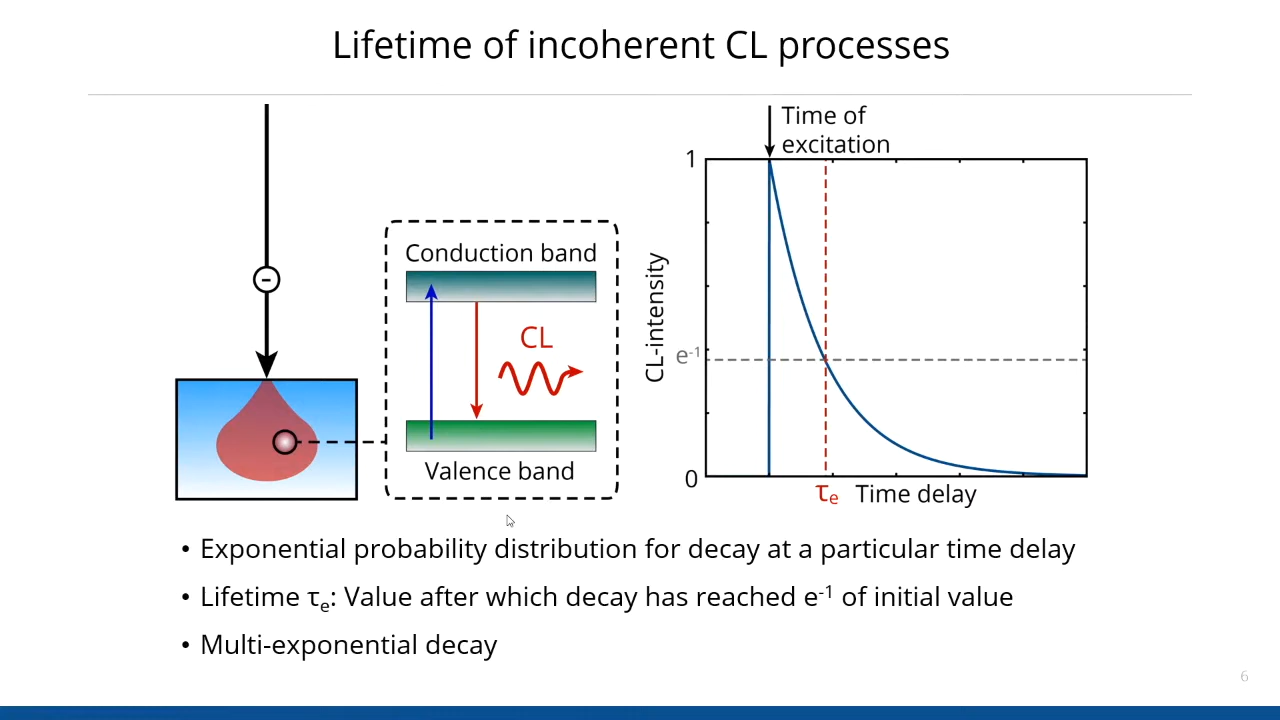 Lifetime of incoherent CL processes
Time of
excitation
1
CL-intensity
e⁻¹
0
τₑ Time delay
-
Conduction band
CL
Valence band
• Exponential probability distribution for decay at a particular time delay
• Lifetime τₑ: Value after which decay has reached e⁻¹ of initial value
• Multi-exponential decay
6